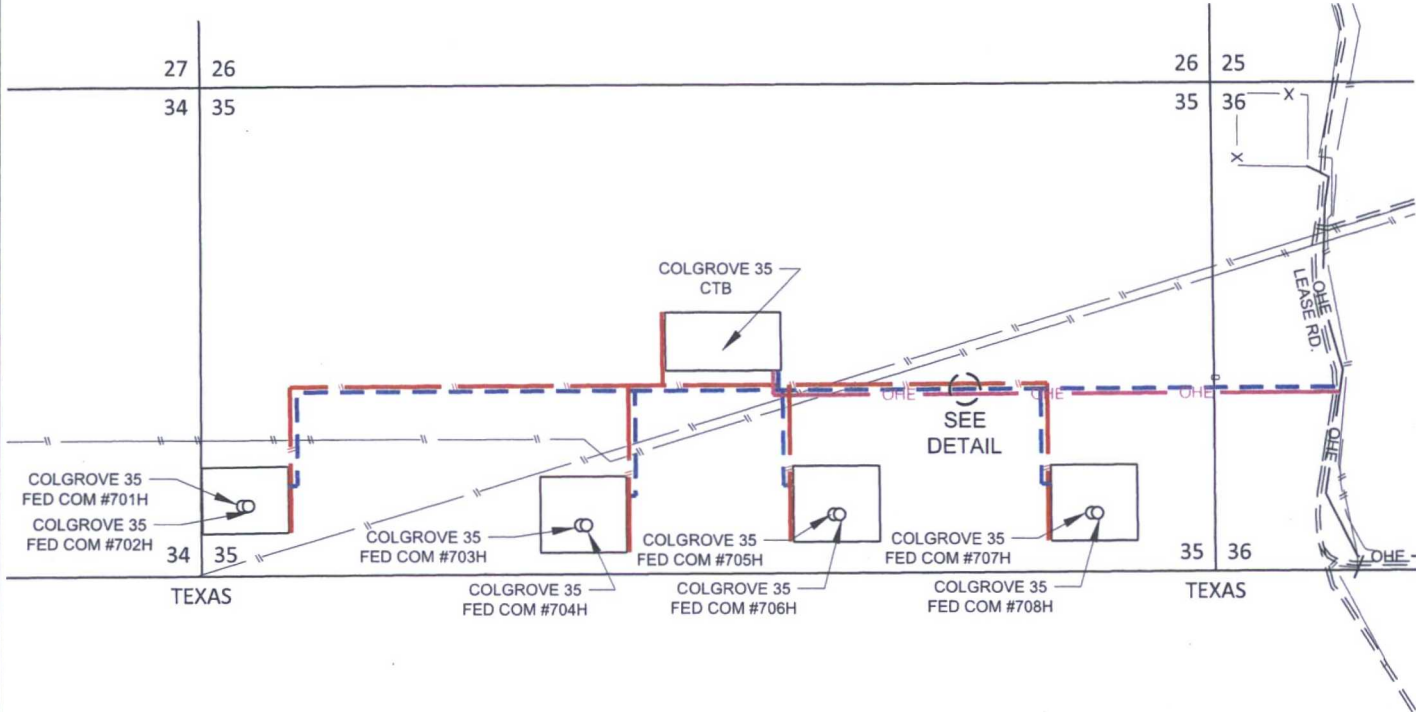 27 26
26 25
34 35
35 36
X
X
COLGROVE 35
CTB
OHE
LEASE RD.
OHE
OHE
OHE
SEE
DETAIL
OHE
COLGROVE 35
FED COM #701H
COLGROVE 35
FED COM #702H
COLGROVE 35
FED COM #703H
COLGROVE 35
FED COM #705H
COLGROVE 35
FED COM #707H
34 35
35 36
OHE
TEXAS
COLGROVE 35
FED COM #704H
COLGROVE 35
FED COM #706H
COLGROVE 35
FED COM #708H
TEXAS